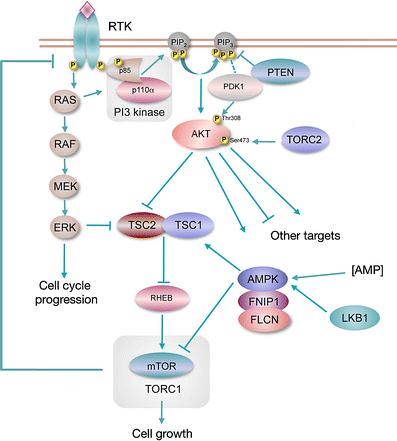 RTK
PIP2
PIP3
P
P
P
P
P
P
P
P
p85
p110α
PI3 kinase
PTEN
PDK1
RAS
P
Thr308
AKT
P
Ser473
TORC2
RAF
MEK
ERK
TSC2
TSC1
Other targets
Cell cycle
progression
AMPK
[AMP]
FNIP1
FLCN
LKB1
RHEB
mTOR
TORC1
Cell growth